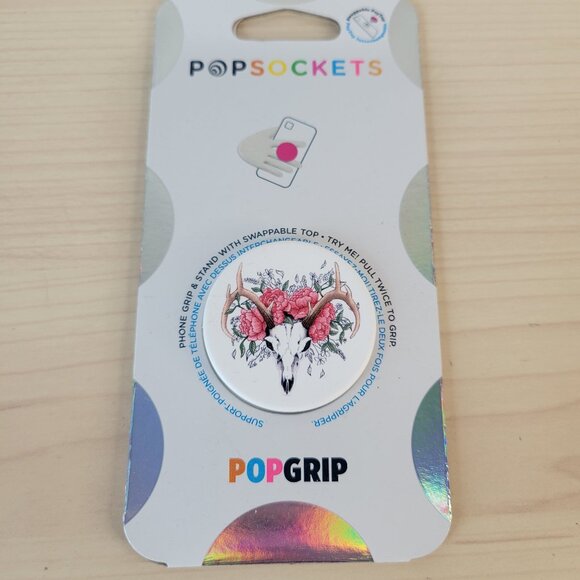 POPSOCKETS
PHONE GRIP & STAND WITH SWAPPABLE TOP • TRY ME! PULL TWICE TO GRIP.
SUPPORT-POIGNÉE DE TÉLÉPHONE AVEC DESSUS INTERCHANGEABLE • ESSAYEZ-MOI! TIREZ-LE DEUX FOIS POUR L'AGRIPPER.
POPGRIP